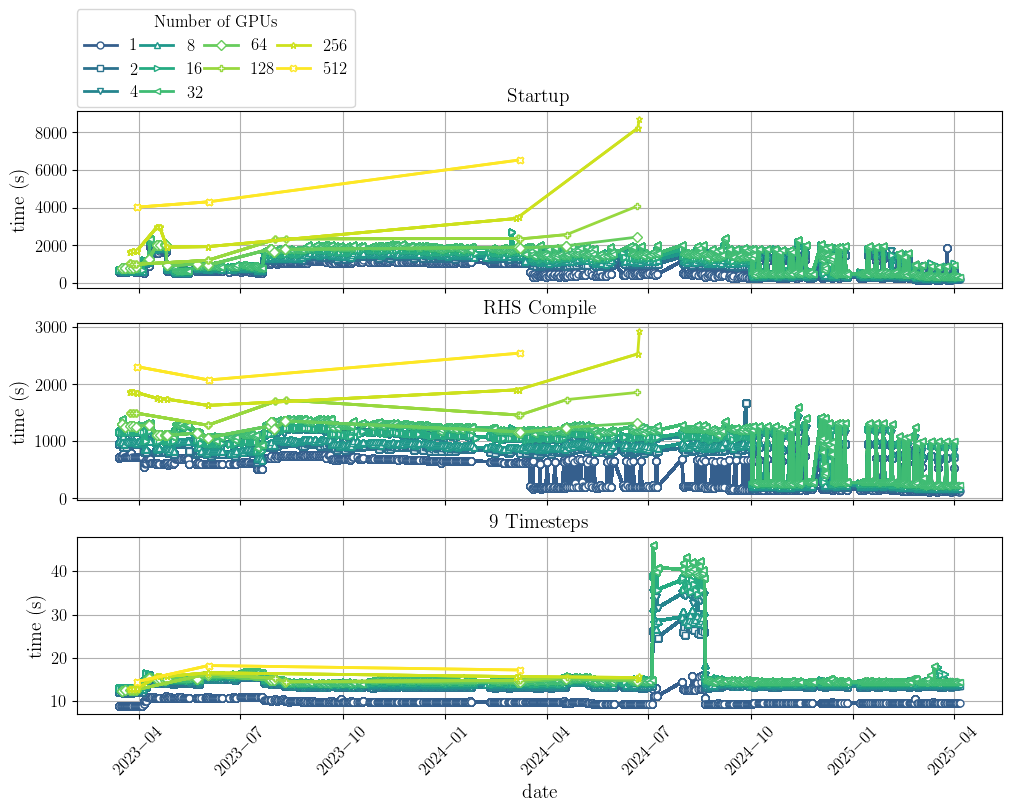 Number of GPUs
1 8 64 256
2 16 128 512
4 32
Startup
8000
6000
4000
2000
0
time (s)
RHS Compile
3000
2000
1000
0
time (s)
9 Timesteps
40
30
20
10
time (s)
2023-04 2023-07 2023-10 2024-01 2024-04 2024-07 2024-10 2025-01 2025-04
date